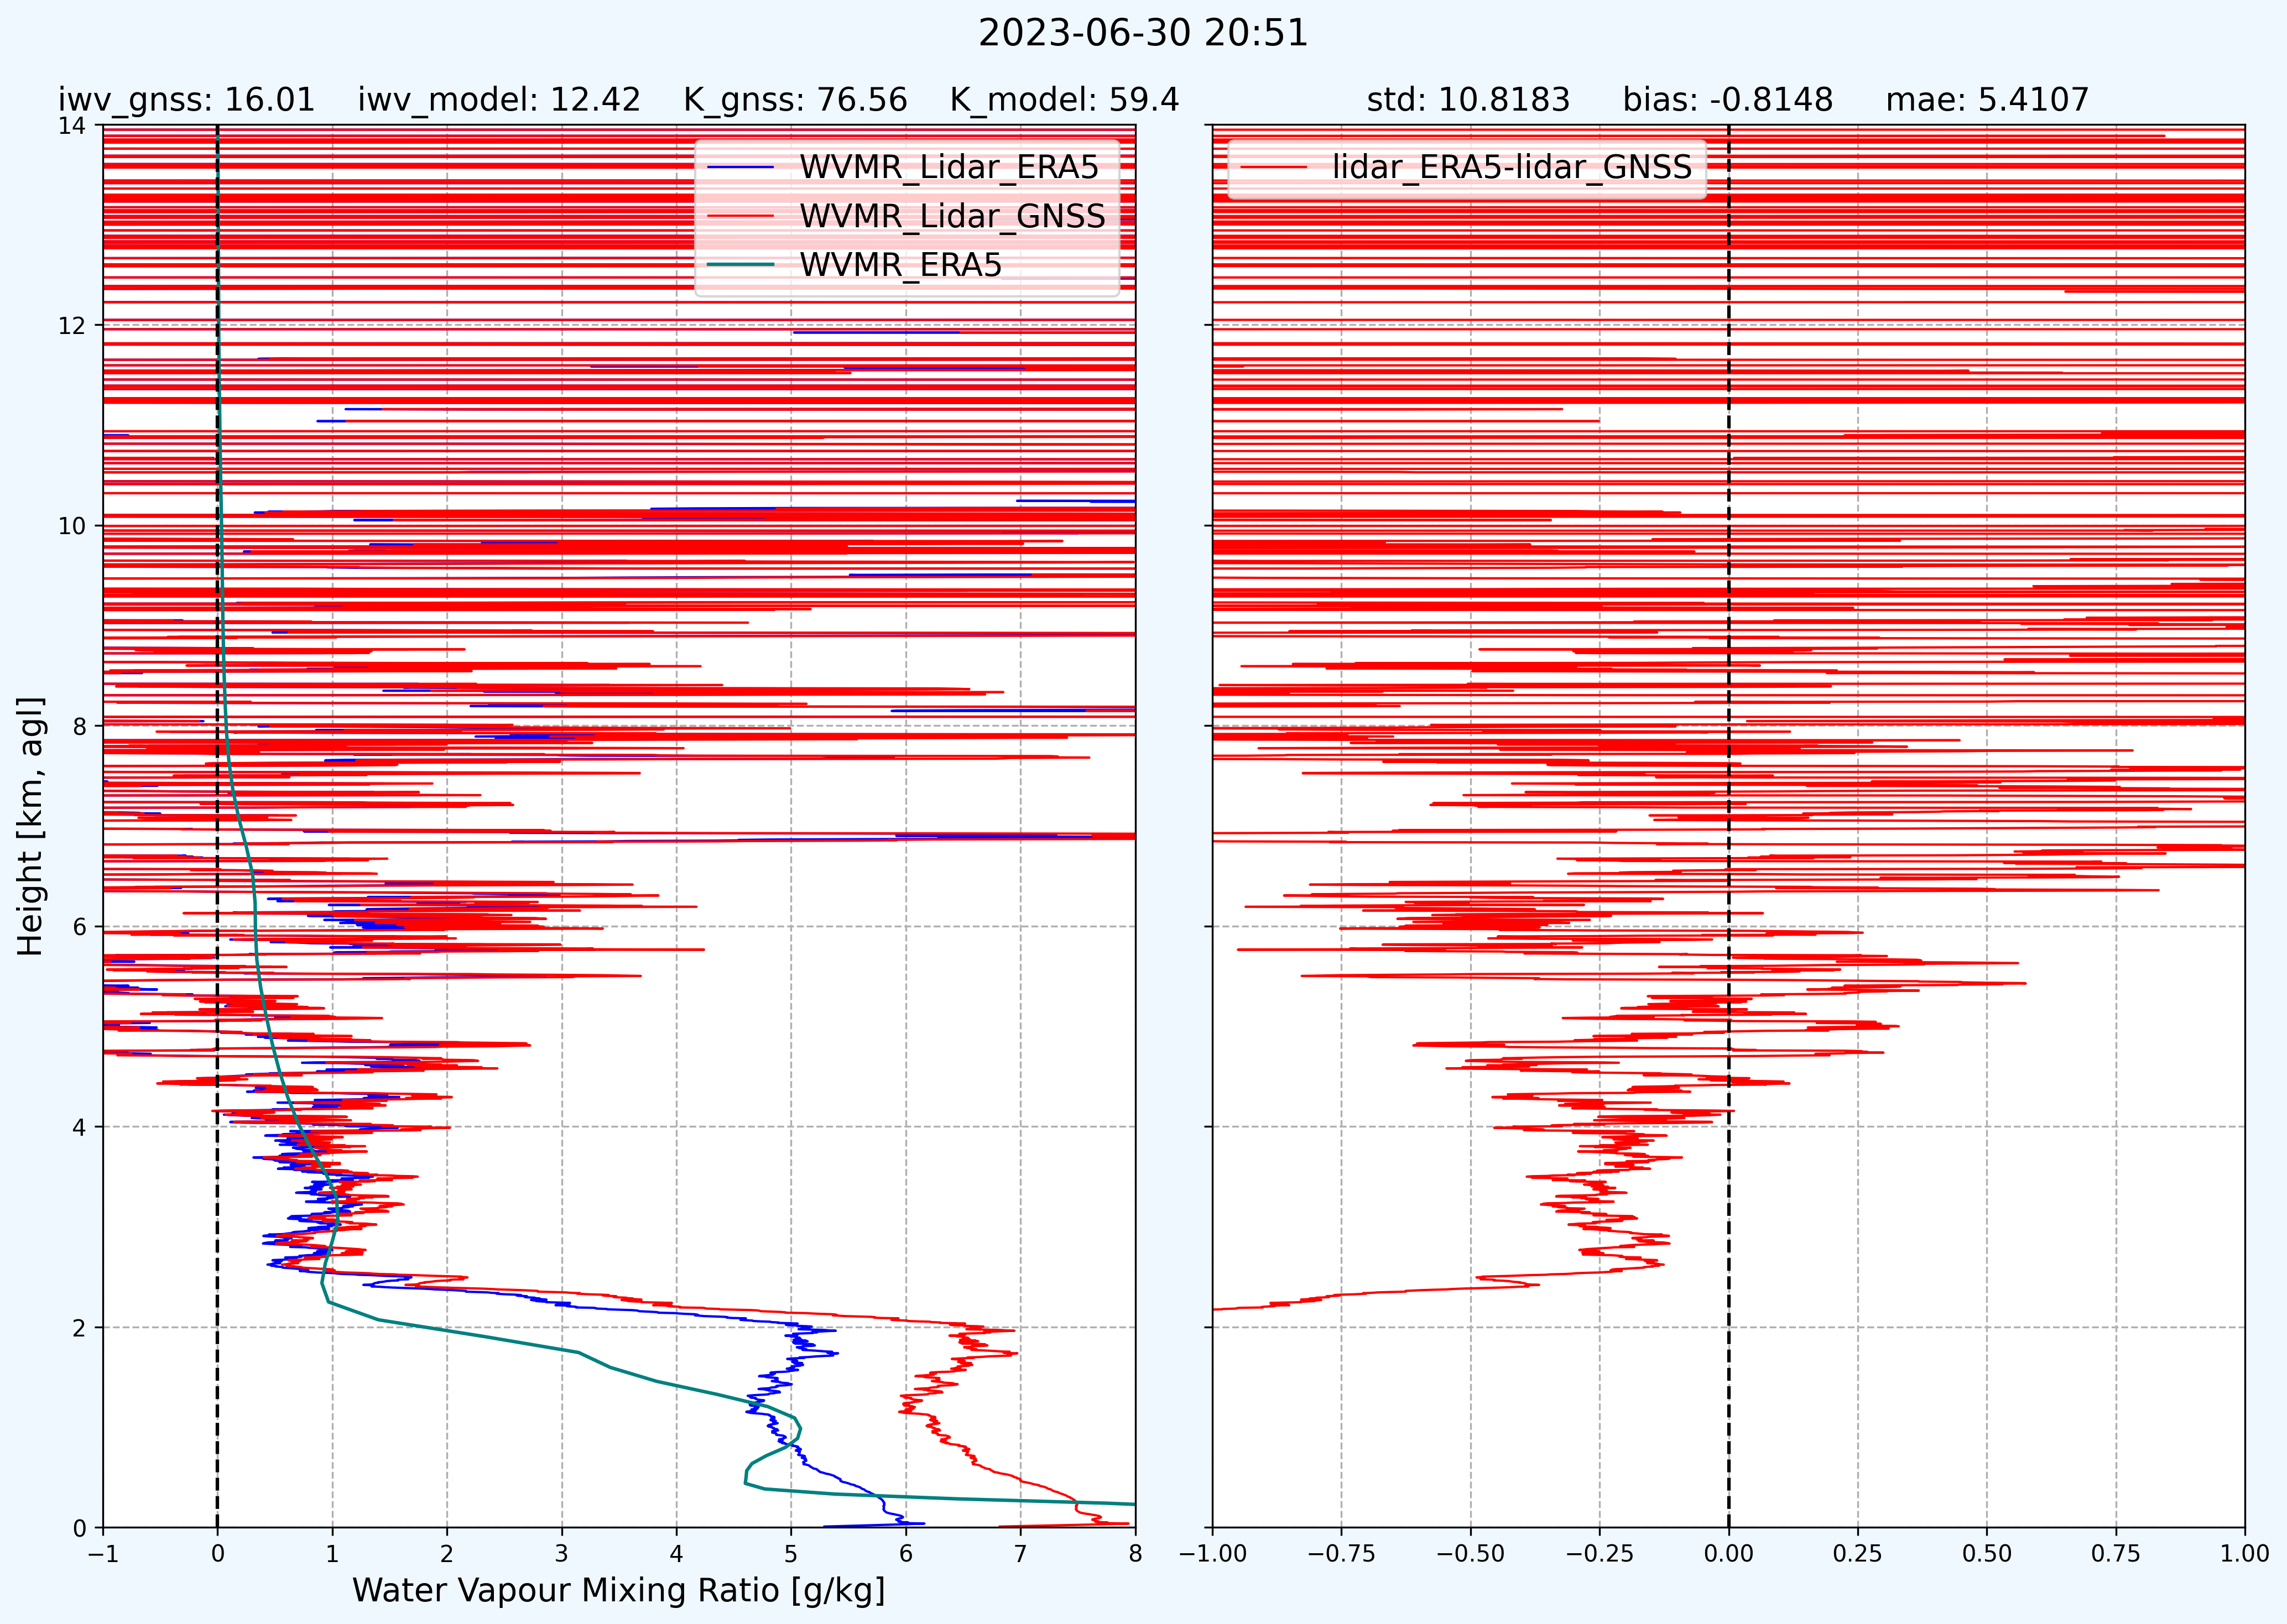 2023-06-30 20:51
iwv_gnss: 16.01 iwv_model: 12.42 K_gnss: 76.56 K_model: 59.4
std: 10.8183 bias: -0.8148 mae: 5.4107
WVMR_Lidar_ERA5
WVMR_Lidar_GNSS
WVMR_ERA5
lidar_ERA5-lidar_GNSS
Height [km, agl]
14
12
10
8
6
4
2
0
−1 0 1 2 3 4 5 6 7 8
Water Vapour Mixing Ratio [g/kg]
−1.00 −0.75 −0.50 −0.25 0.00 0.25 0.50 0.75 1.00